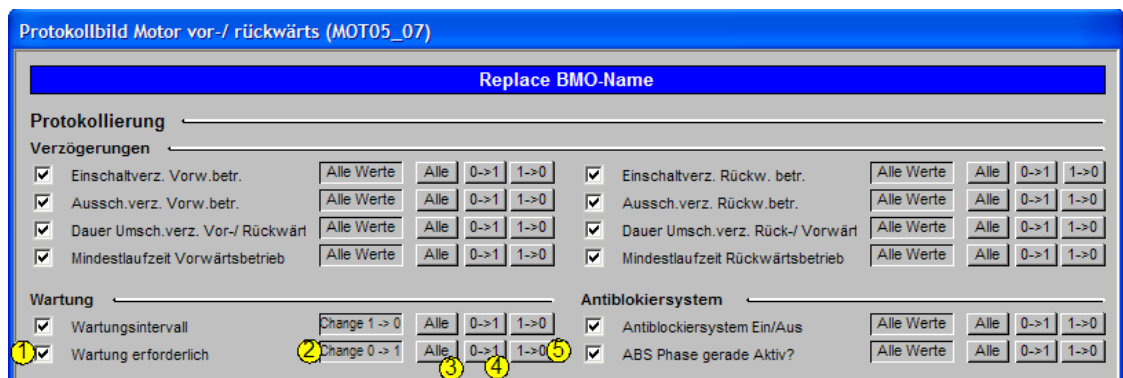 Protokollbild Motor vor-/ rückwärts (MOT05_07)
Replace BMO-Name
Protokollierung
Verzögerungen
Einschaltverz. Vorw.betr. Alle Werte Alle 0->1 1->0 Einschaltverz. Rückw. betr. Alle Werte Alle 0->1 1->0
Aussch.verz. Vorw.betr. Alle Werte Alle 0->1 1->0 Aussch.verz. Rückw.betr. Alle Werte Alle 0->1 1->0
Dauer Umsch.verz. Vor-/ Rückwärt Alle Werte Alle 0->1 1->0 Dauer Umsch.verz. Rück-/ Vorwärt Alle Werte Alle 0->1 1->0
Mindestlaufzeit Vorwärtsbetrieb Alle Werte Alle 0->1 1->0 Mindestlaufzeit Rückwärtsbetrieb Alle Werte Alle 0->1 1->0
Wartung Antiblokiersystem
Wartungsintervall Change 1 -> 0 Alle 0->1 1->0 Antiblockiersystem Ein/Aus Alle Werte Alle 0->1 1->0
1 Wartung erforderlich 2 Change 0 -> 1 Alle 0->1 1->0 5 ABS Phase gerade Aktiv? Alle Werte Alle 0->1 1->0
3 4